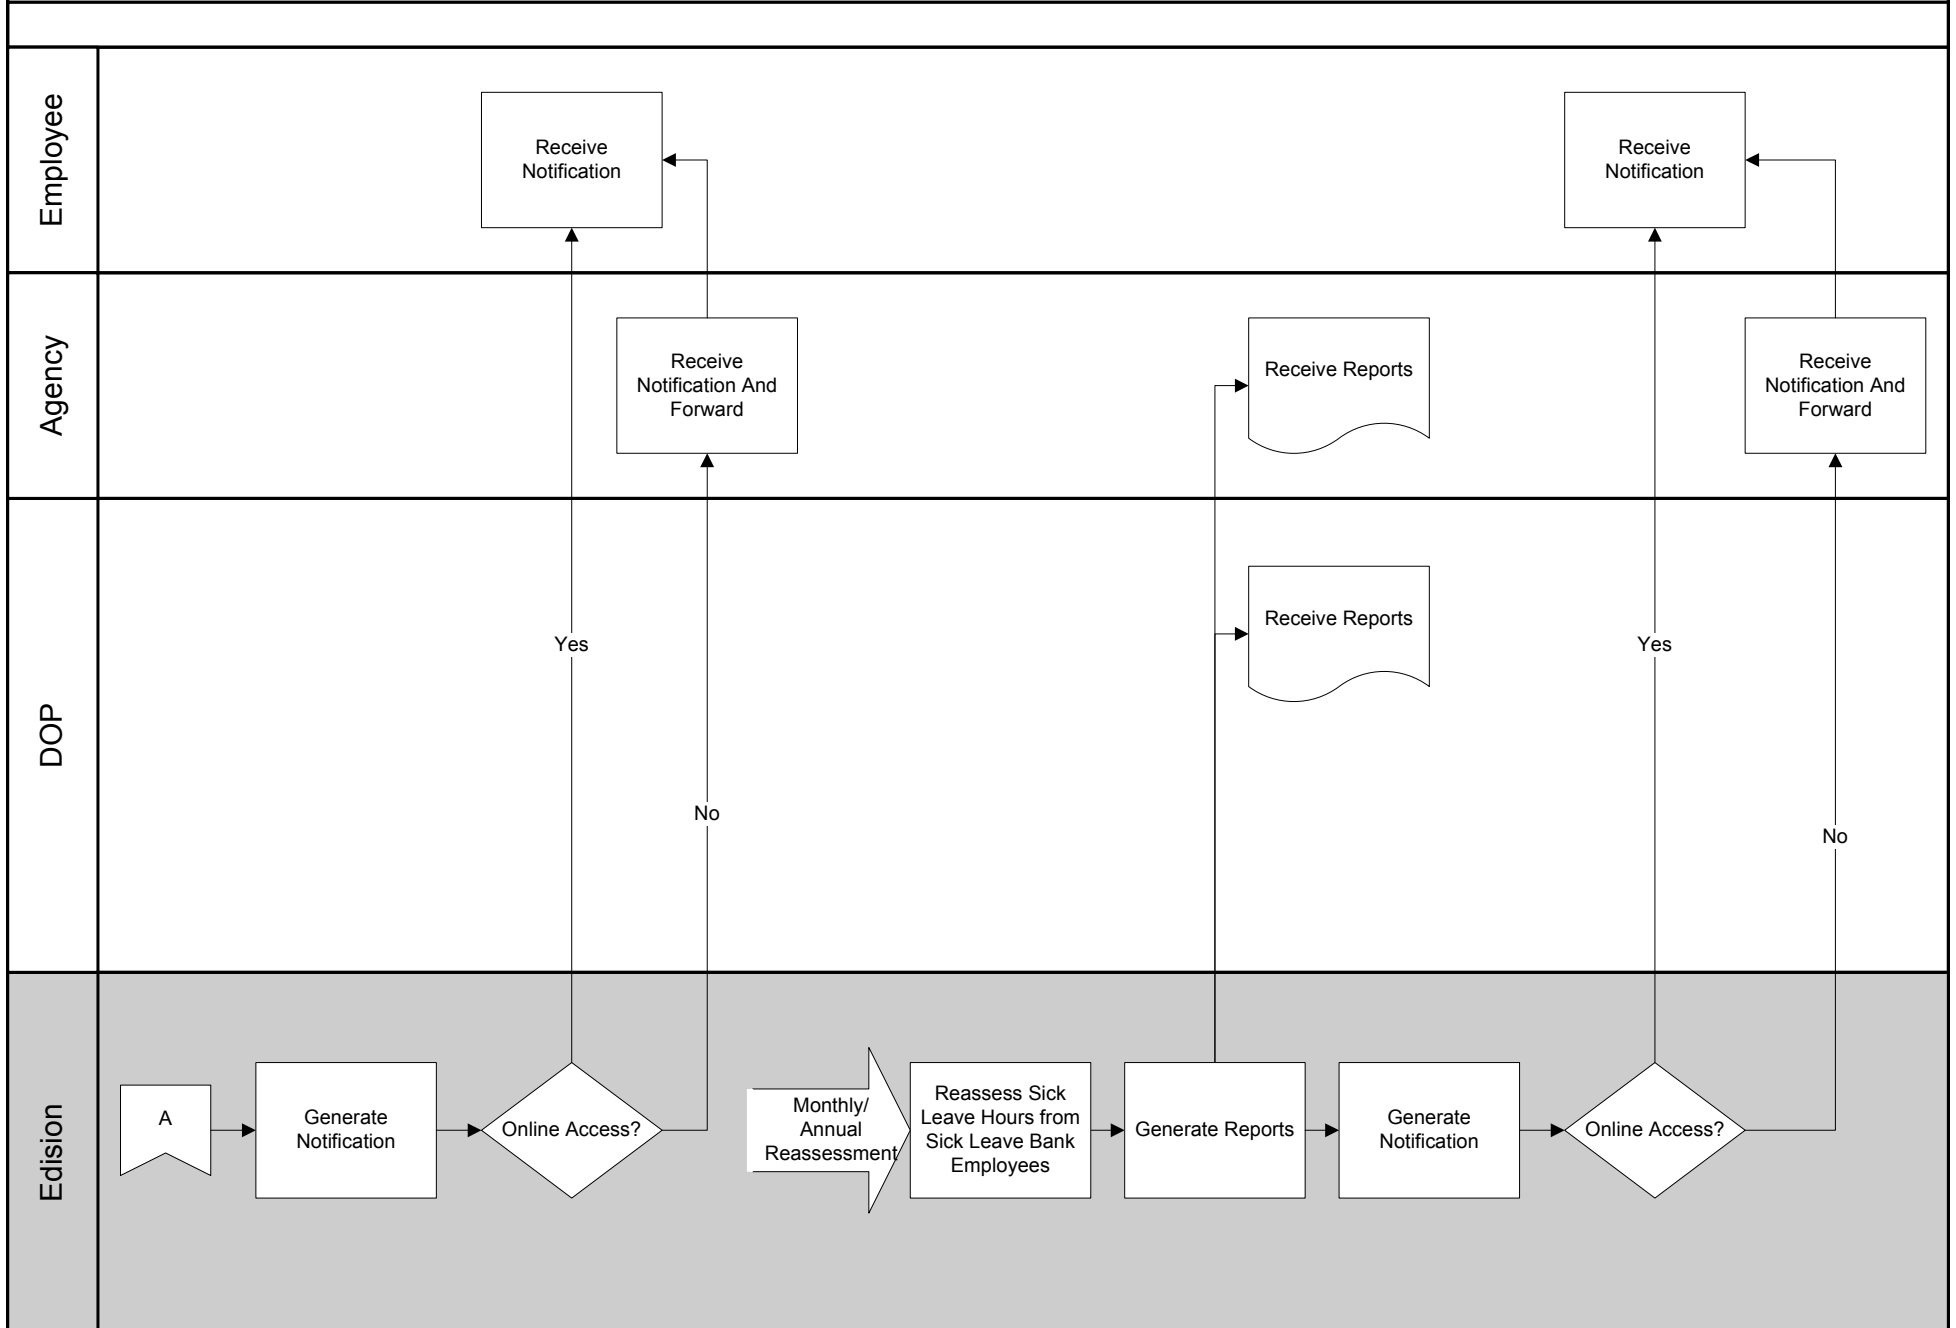 Employee
Receive
Notification
Receive
Notification
Agency
Receive
Notification And
Forward
Receive Reports
Receive
Notification And
Forward
DOP
Receive Reports
Yes
Yes
No
No
Edision
A
Generate
Notification
Online Access?
Monthly/
Annual
Reassessment
Reassess Sick
Leave Hours from
Sick Leave Bank
Employees
Generate Reports
Generate
Notification
Online Access?